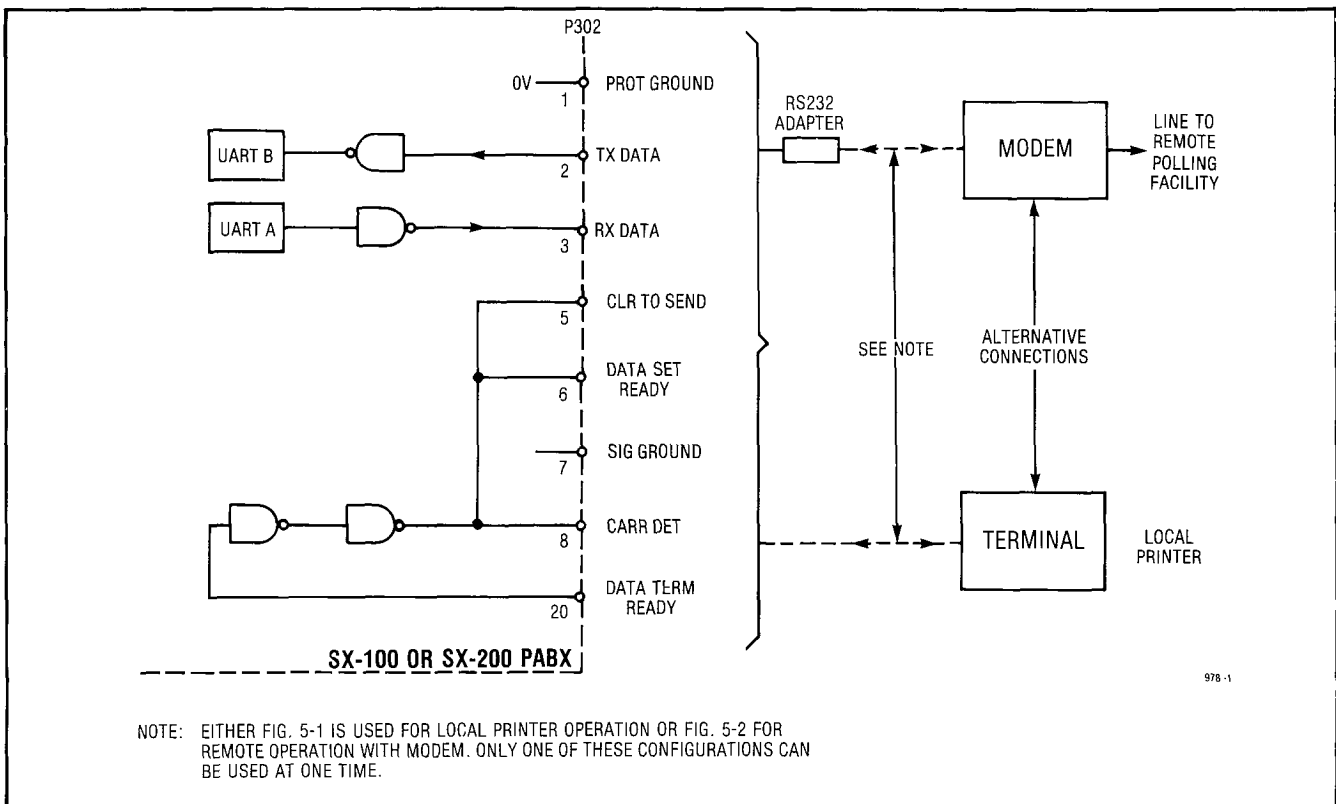 P302
0V
PROT GROUND
1
UART B
TX DATA
2
UART A
RX DATA
3
CLR TO SEND
5
DATA SET
READY
6
SIG GROUND
7
CARR DET
8
DATA TERM
READY
20
SX-100 OR SX-200 PABX
RS232
ADAPTER
MODEM
LINE TO
REMOTE
POLLING
FACILITY
SEE NOTE
ALTERNATIVE
CONNECTIONS
TERMINAL
LOCAL
PRINTER
978-1
NOTE: EITHER FIG. 5-1 IS USED FOR LOCAL PRINTER OPERATION OR FIG. 5-2 FOR
REMOTE OPERATION WITH MODEM. ONLY ONE OF THESE CONFIGURATIONS CAN
BE USED AT ONE TIME.